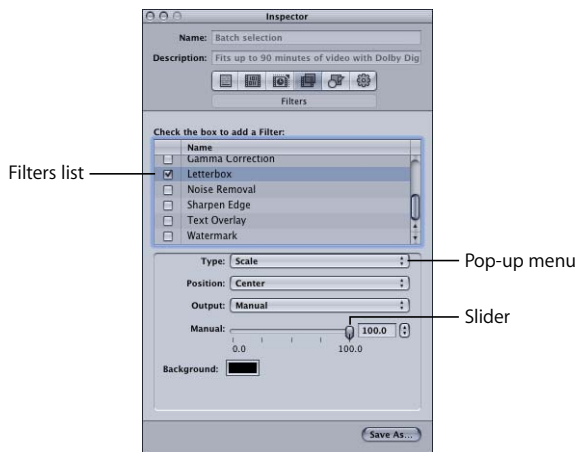 Inspector
Name: Batch selection
Description: Fits up to 90 minutes of video with Dolby Dig
Filters
Check the box to add a Filter:
Name
Gamma Correction
Filters list
Letterbox
Noise Removal
Sharpen Edge
Text Overlay
Watermark
Type: Scale
Pop-up menu
Position: Center
Output: Manual
Slider
Manual: 100.0
0.0 100.0
Background:
Save As...